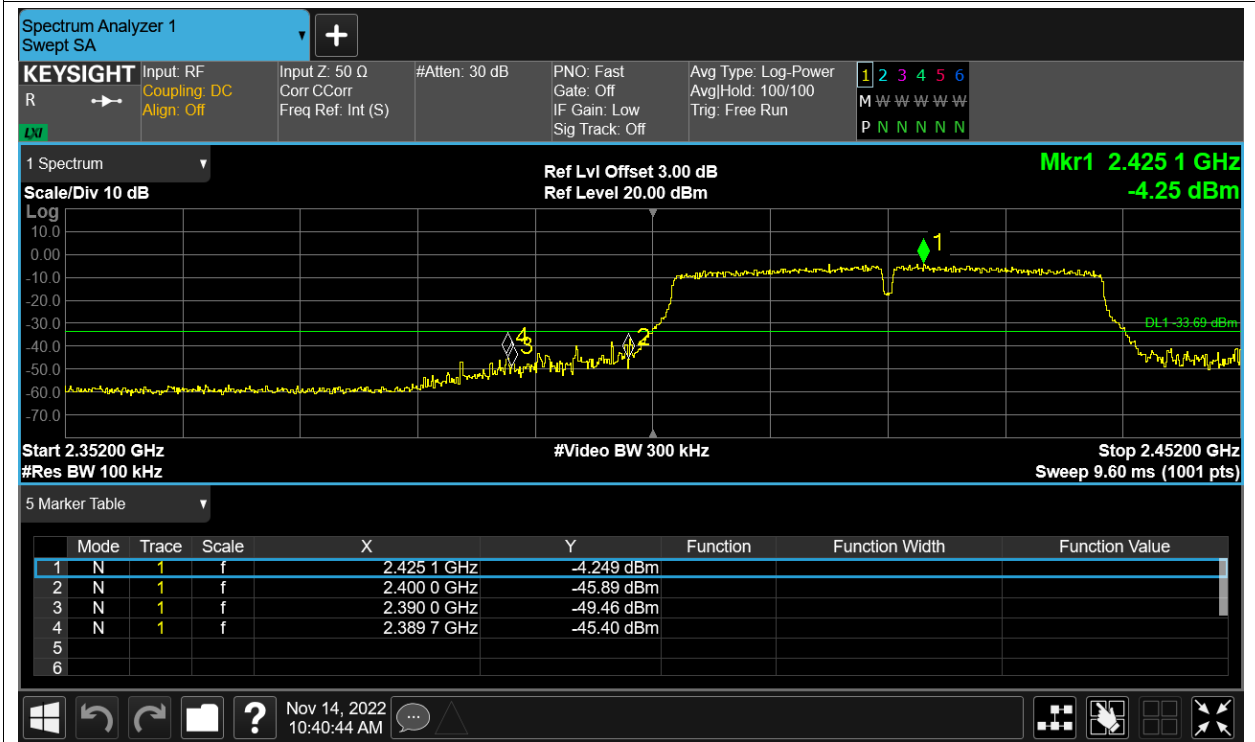 Spectrum Analyzer 1
Swept SA
KEYSIGHT Input: RF Input Z: 50 Ω #Atten: 30 dB PNO: Fast Avg Type: Log-Power 1 2 3 4 5 6
R Coupling: DC Corr CCorr Gate: Off Avg|Hold: 100/100 M W W W W W
Align: Off Freq Ref: Int (S) IF Gain: Low Trig: Free Run
LXI Sig Track: Off P N N N N N
1 Spectrum Ref Lvl Offset 3.00 dB Mkr1 2.425 1 GHz
Scale/Div 10 dB Ref Level 20.00 dBm -4.25 dBm
Log
10.0
0.00
-10.0
-20.0
-30.0
-40.0
-50.0
-60.0
-70.0
1
4
3
2
DL1 -33.69 dBm
Start 2.35200 GHz #Video BW 300 kHz Stop 2.45200 GHz
#Res BW 100 kHz Sweep 9.60 ms (1001 pts)
5 Marker Table
Mode Trace Scale X Y Function Function Width Function Value
1 N 1 f 2.425 1 GHz -4.249 dBm
2 N 1 f 2.400 0 GHz -45.89 dBm
3 N 1 f 2.390 0 GHz -49.46 dBm
4 N 1 f 2.389 7 GHz -45.40 dBm
5
6
? Nov 14, 2022
10:40:44 AM